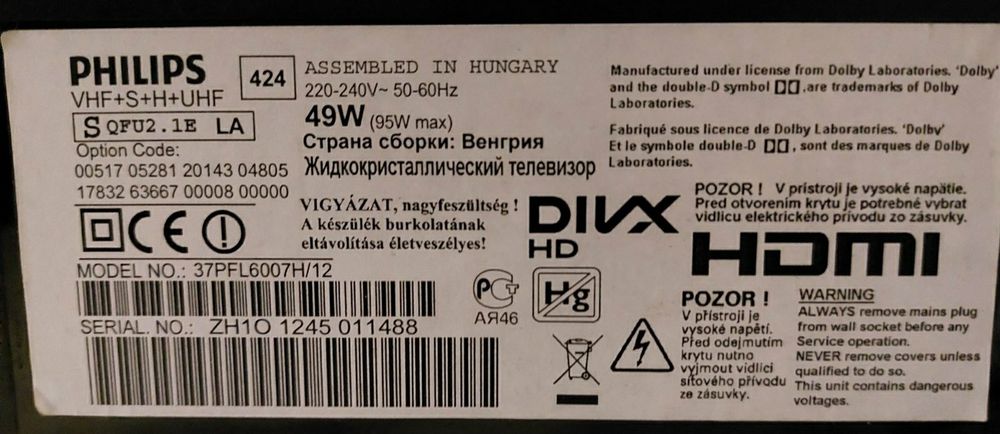 PHILIPS
VHF+S+H+UHF
S QFU2.1E LA
Option Code:
00517 05281 20143 04805
17832 63667 00008 00000
424
ASSEMBLED IN HUNGARY
220-240V~ 50-60Hz
49W (95W max)
Страна сборки: Венгрия
Жидкокристаллический телевизор
Manufactured under license from Dolby Laboratories. 'Dolby'
and the double-D symbol .are trademarks of Dolby
Laboratories.
Fabriqué sous licence de Dolby Laboratories. 'Dolby'
Et le symbole double-D , sont des marques de Dolby
Laboratories.
CE
VIGYÁZAT, nagyfeszültség !
A készülék burkolatának
eltávolítása életveszélyes!
DIVX
HD
POZOR ! V prístroji je vysoké napätie.
Pred otvorením krytu je potrebné vybrat
vidlicu elektrického prívodu zo zásuvky.
HDMI
MODEL NO.: 37PFL6007H/12
SERIAL. NO.: ZH1O 1245 011488
РСТ
АЯ46
Hg
POZOR !
V přístroji je
vysoké napětí.
Před odejmutím
krytu nutno
vyjmout vidlici
síťového přívodu
ze zásuvky.
WARNING
ALWAYS remove mains plug
from wall socket before any
Service operation.
NEVER remove covers unless
qualified to do so.
This unit contains dangerous
voltages.